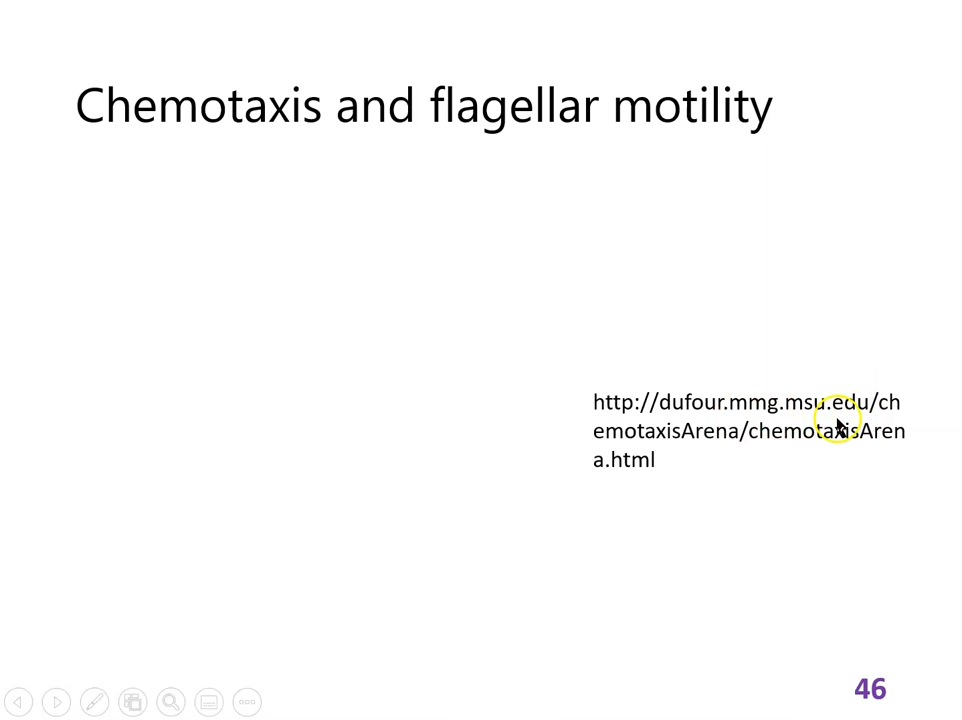 Chemotaxis and flagellar motility
http://dufour.mmg.msu.edu/ch
emotaxisArena/chemotaxisAren
a.html
46